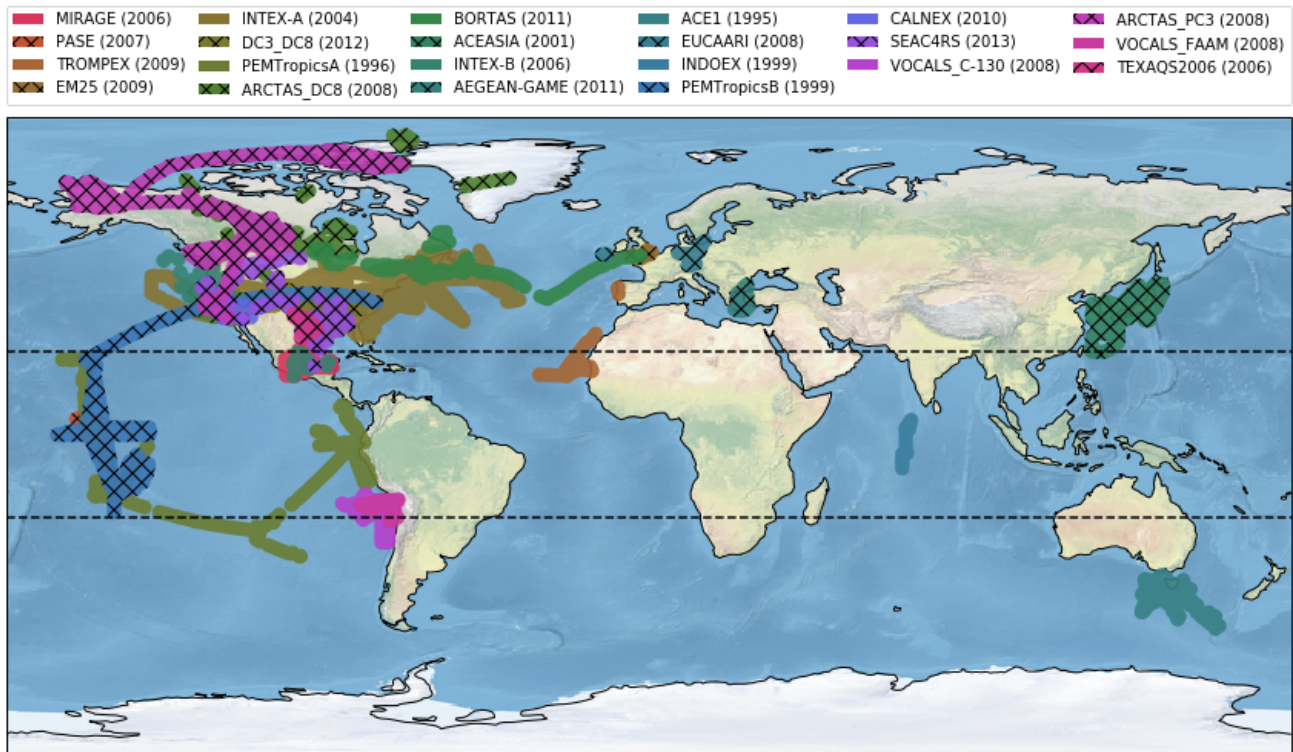 MIRAGE (2006) INTEX-A (2004) BORTAS (2011) ACE1 (1995) CALNEX (2010) ARCTAS_PC3 (2008)
PASE (2007) DC3_DC8 (2012) ACEASIA (2001) EUCAARI (2008) SEAC4RS (2013) VOCALS_FAAM (2008)
TROMPEX (2009) PEMTropicsA (1996) INTEX-B (2006) INDOEX (1999) VOCALS_C-130 (2008) TEXAQS2006 (2006)
EM25 (2009) ARCTAS_DC8 (2008) AEGEAN-GAME (2011) PEMTropicsB (1999)